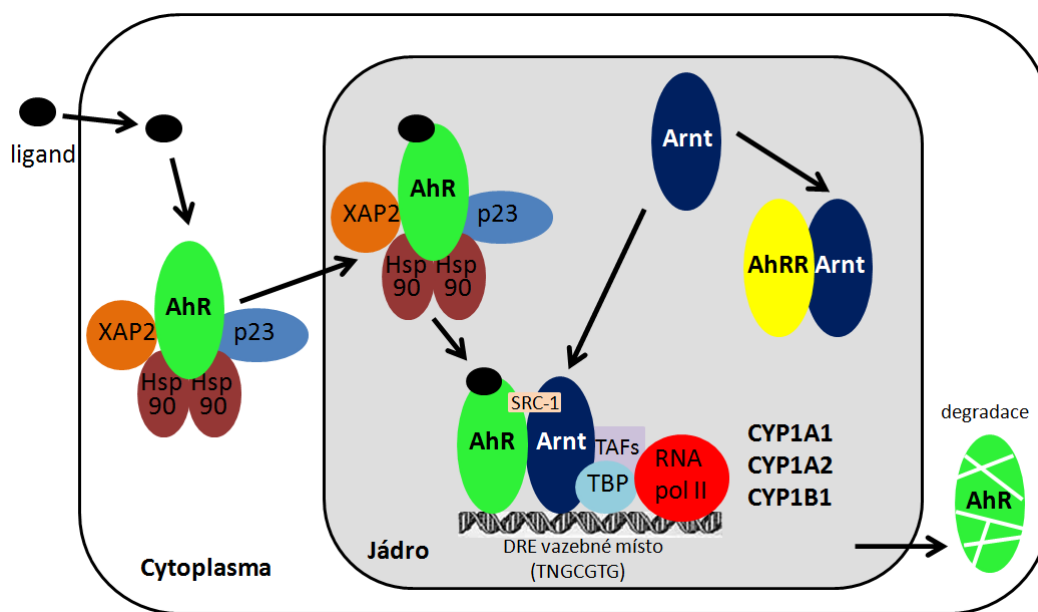 ligand
AhR
XAP2
p23
Hsp Hsp
90 90
Cytoplasma
AhR
XAP2
p23
Hsp Hsp
90 90
Arnt
AhRR Arnt
SRC-1
AhR Arnt
TAFs
TBP
RNA
pol II
DRE vazebné místo
(TNGCGTG)
Jádro
CYP1A1
CYP1A2
CYP1B1
degradace
AhR